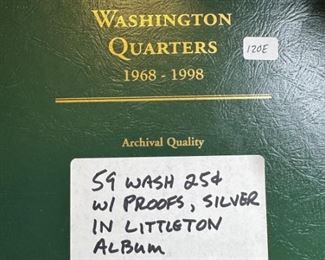 WASHINGTON
QUARTERS
1968 - 1998
120E
Archival Quality
59 WASH 25¢
W/ PROOFS, SILVER
IN LITTLETON
ALBUM